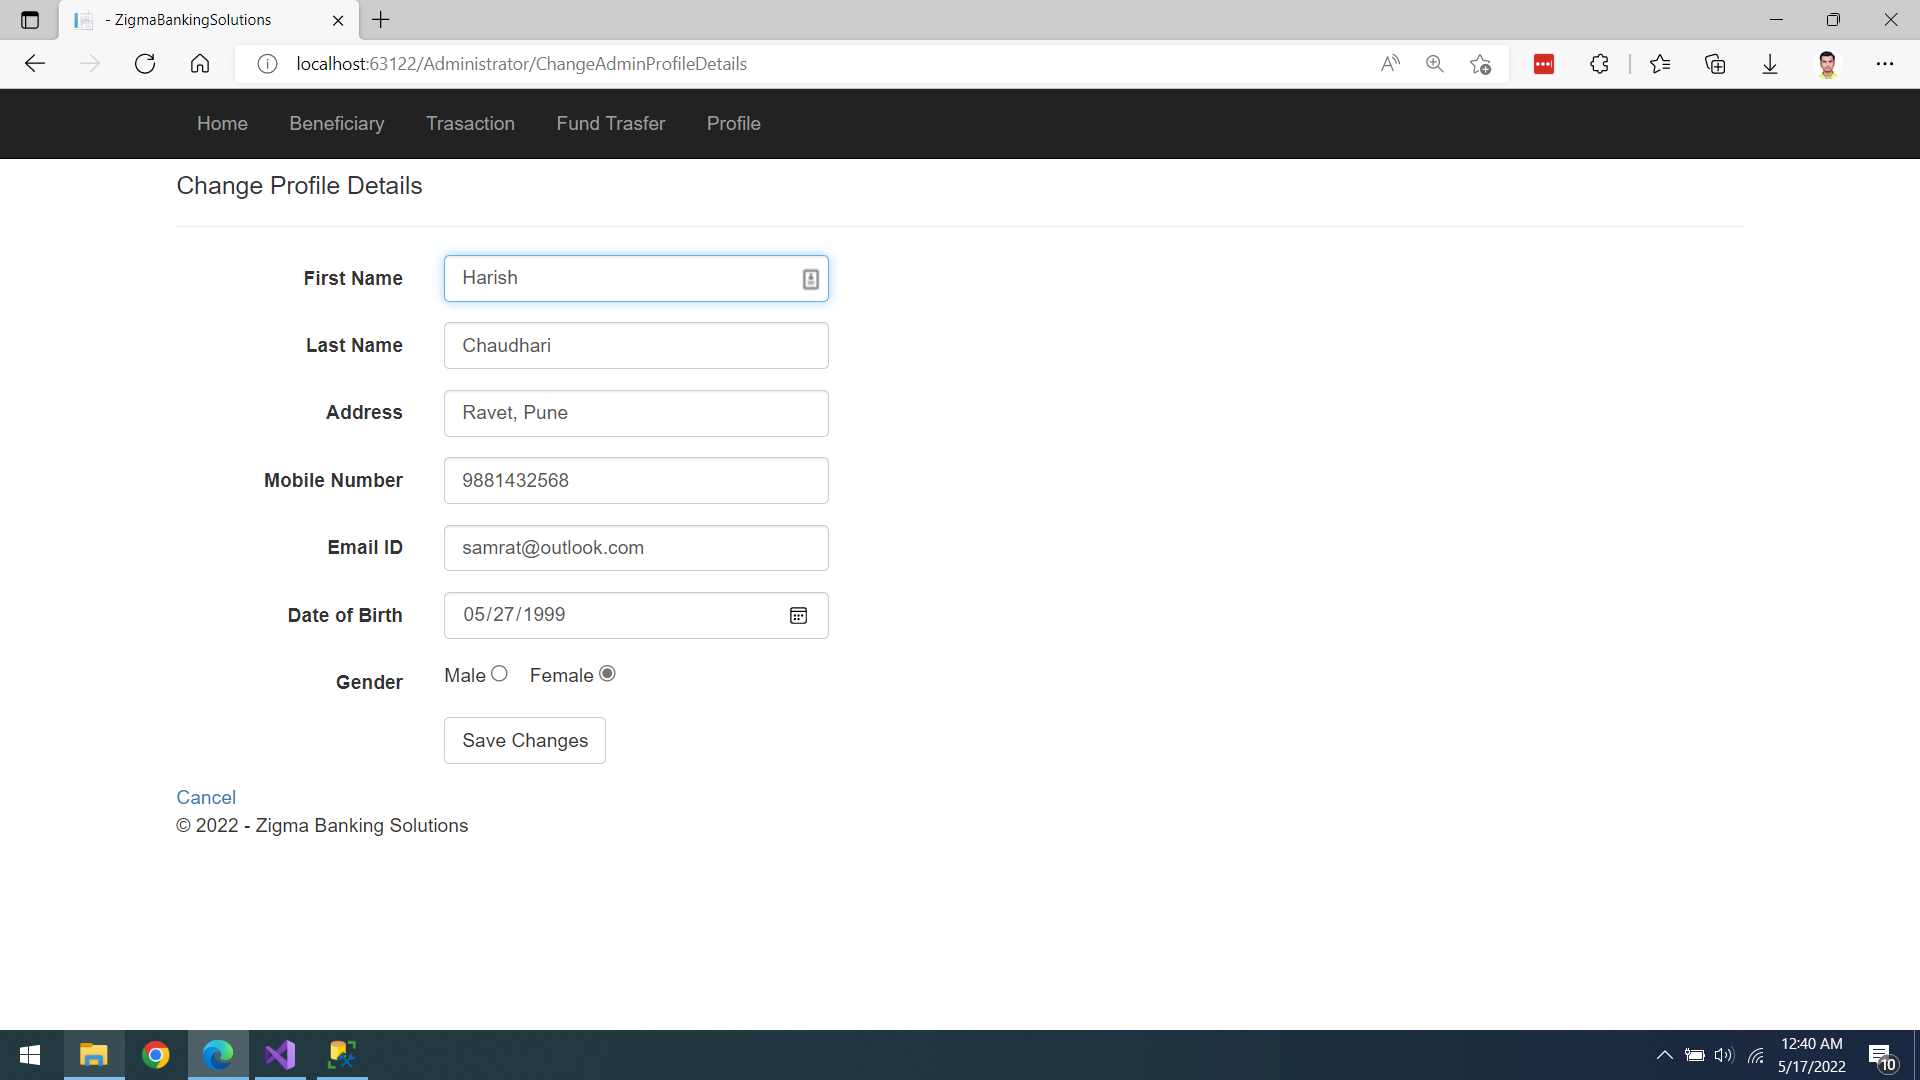 - ZigmaBankingSolutions
localhost:63122/Administrator/ChangeAdminProfileDetails
Home Beneficiary Trasaction Fund Trasfer Profile
Change Profile Details
First Name Harish
Last Name Chaudhari
Address Ravet, Pune
Mobile Number 9881432568
Email ID samrat@outlook.com
Date of Birth 05/27/1999
Gender Male Female
Save Changes
Cancel
© 2022 - Zigma Banking Solutions
12:40 AM
5/17/2022
10